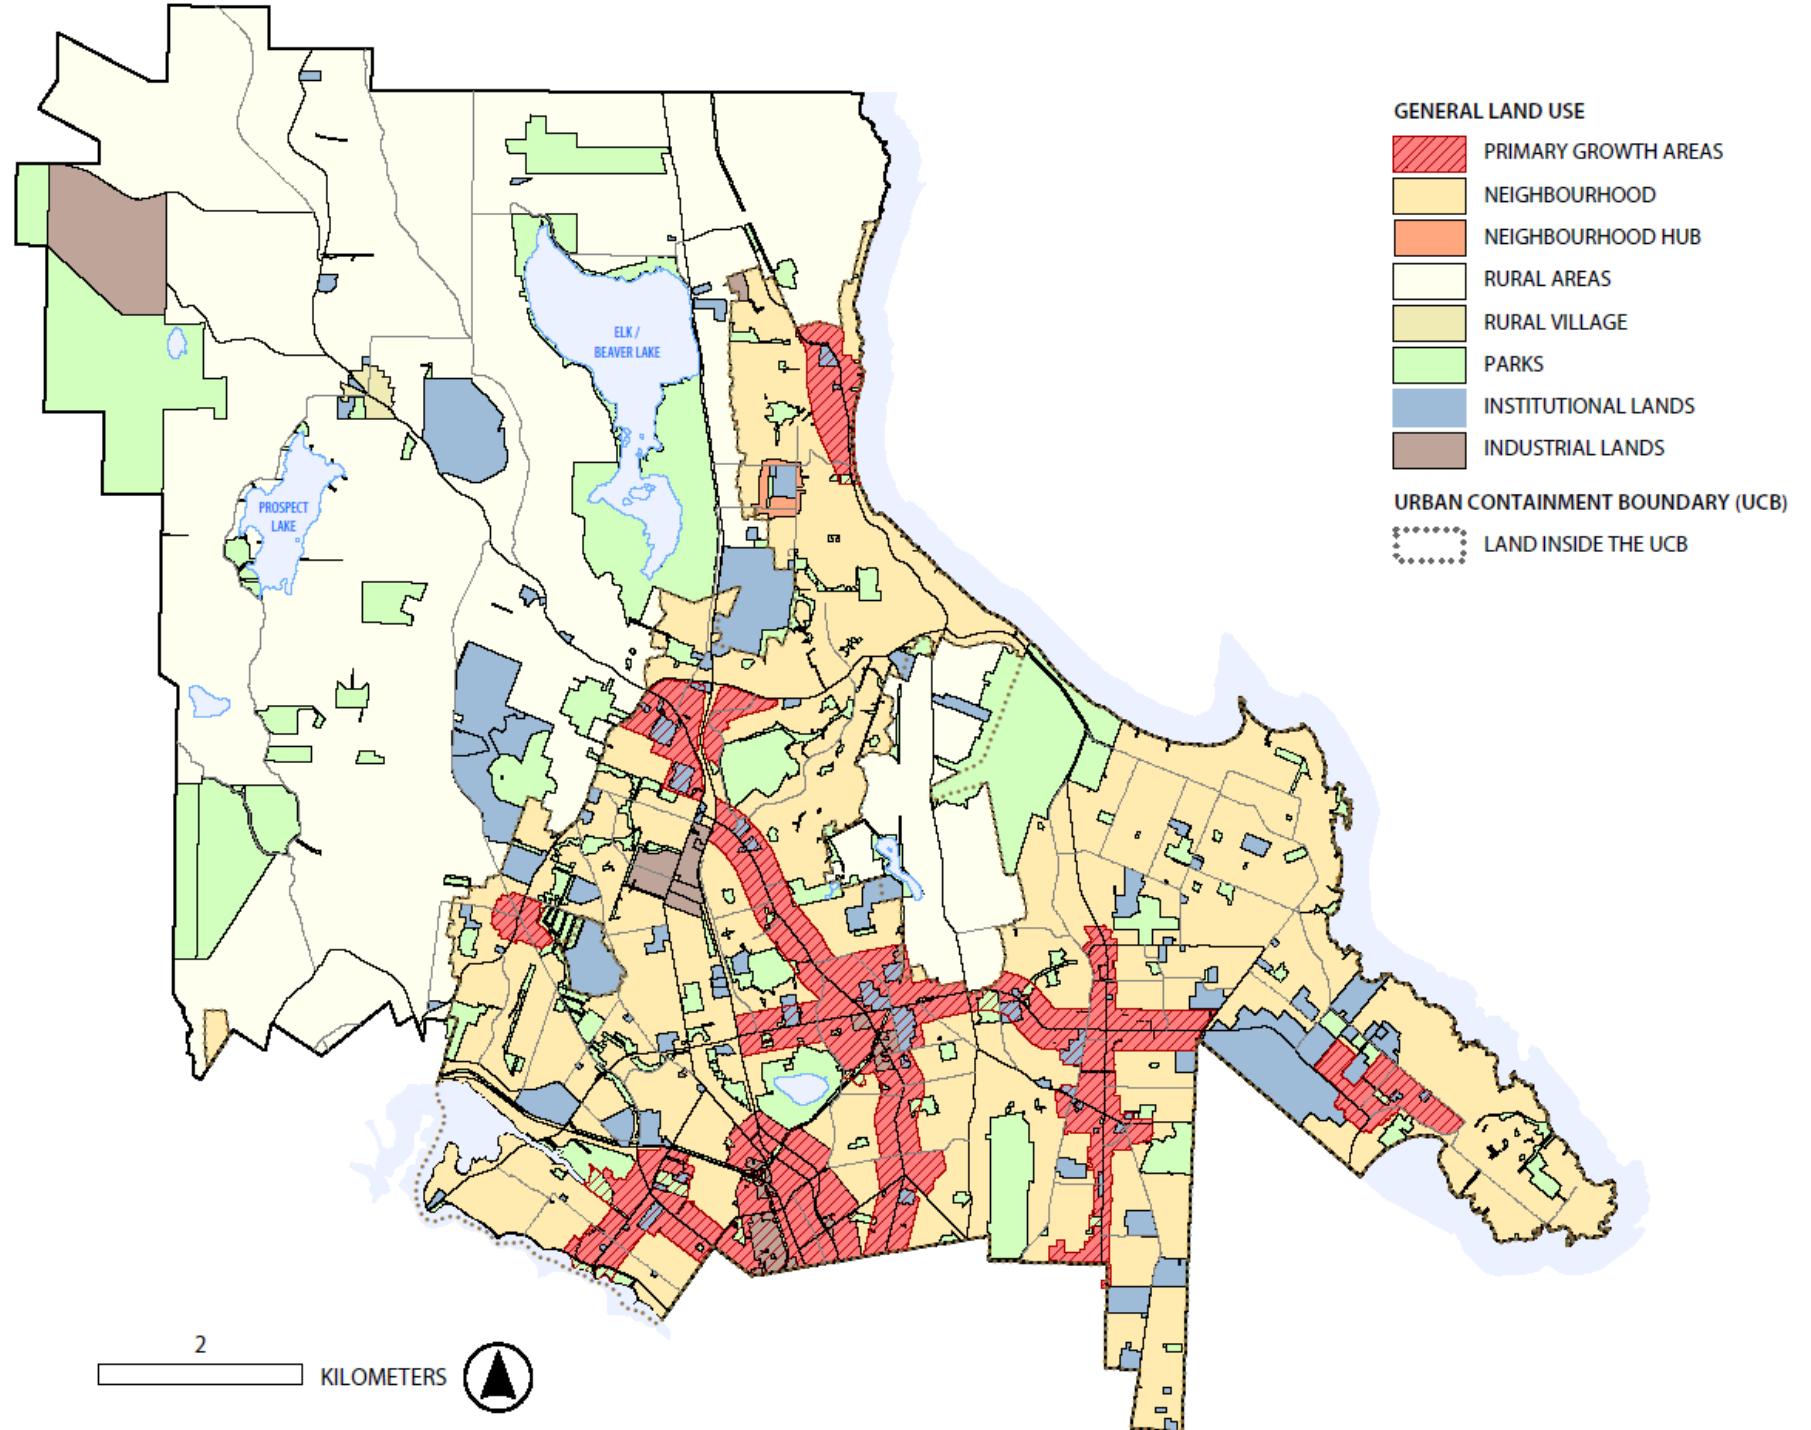 ELK /
BEAVER LAKE
PROSPECT
LAKE
GENERAL LAND USE
PRIMARY GROWTH AREAS
NEIGHBOURHOOD
NEIGHBOURHOOD HUB
RURAL AREAS
RURAL VILLAGE
PARKS
INSTITUTIONAL LANDS
INDUSTRIAL LANDS
URBAN CONTAINMENT BOUNDARY (UCB)
LAND INSIDE THE UCB
2
KILOMETERS